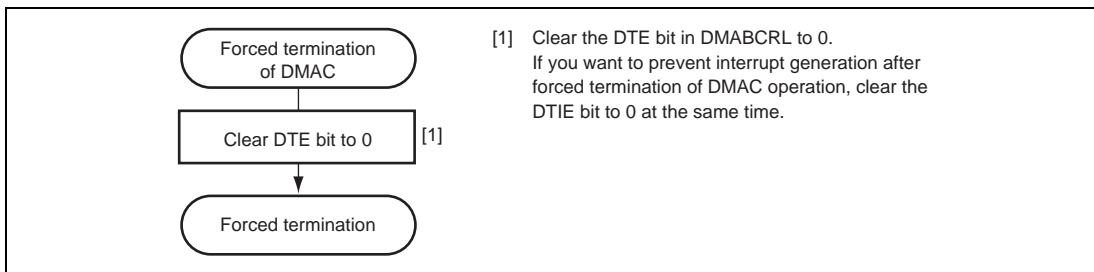 Forced termination
of DMAC
Clear DTE bit to 0
[1]
Forced termination
[1] Clear the DTE bit in DMABCRL to 0.
If you want to prevent interrupt generation after
forced termination of DMAC operation, clear the
DTIE bit to 0 at the same time.